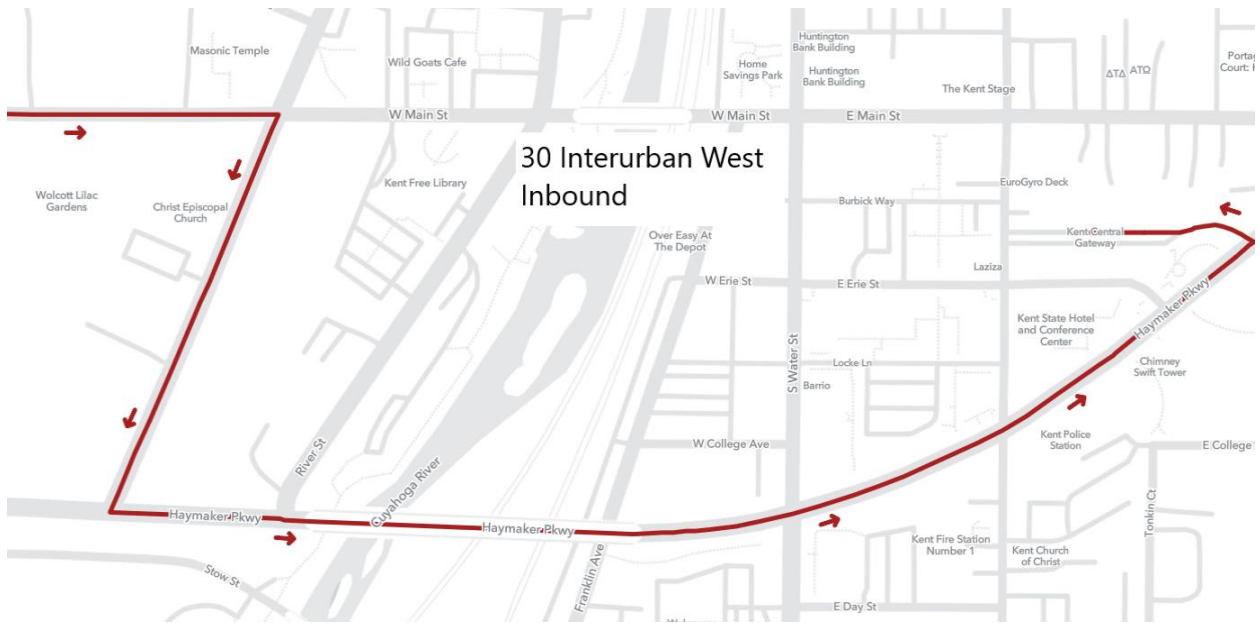 Masonic Temple
Wild Goats Cafe
Home
Savings Park
Huntington
Bank Building
Huntington
Bank Building
The Kent Stage
ΔΤΔ
ΑΤΩ
W Main St
W Main St
E Main St
30 Interurban West
Inbound
Wolcott Lilac
Gardens
Christ Episcopal
Church
Kent Free Library
Burbick Way
EuroGyro Deck
Over Easy At
The Depot
Kent Central
Gateway
Laziza
W Erie St
E Erie St
Haymaker Pkwy
Kent State Hotel
and Conference
Center
S Water St
Locke Ln
Barrio
Chimney
Swift Tower
River St
W College Ave
Kent Police
Station
E College
Cuyahoga River
Haymaker Pkwy
Haymaker Pkwy
Tonkin Ct
Kent Fire Station
Number 1
Kent Church
of Christ
Stow St
Franklin Ave
E Day St